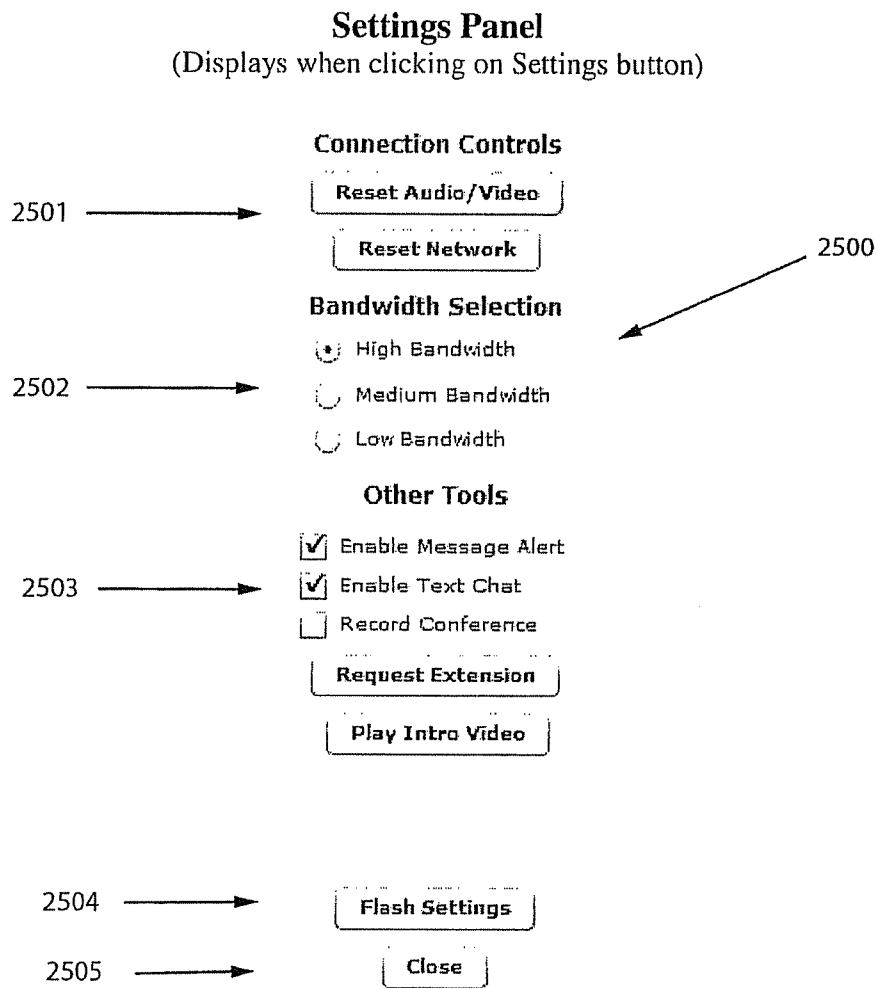 Settings Panel
(Displays when clicking on Settings button)
Connection Controls
Reset Audio/Video
2501
Reset Network
2500
Bandwidth Selection
High Bandwidth
2502
Medium Bandwidth
Low Bandwidth
Other Tools
Enable Message Alert
2503
Enable Text Chat
Record Conference
Request Extension
Play Intro Video
2504
Flash Settings
2505
Close